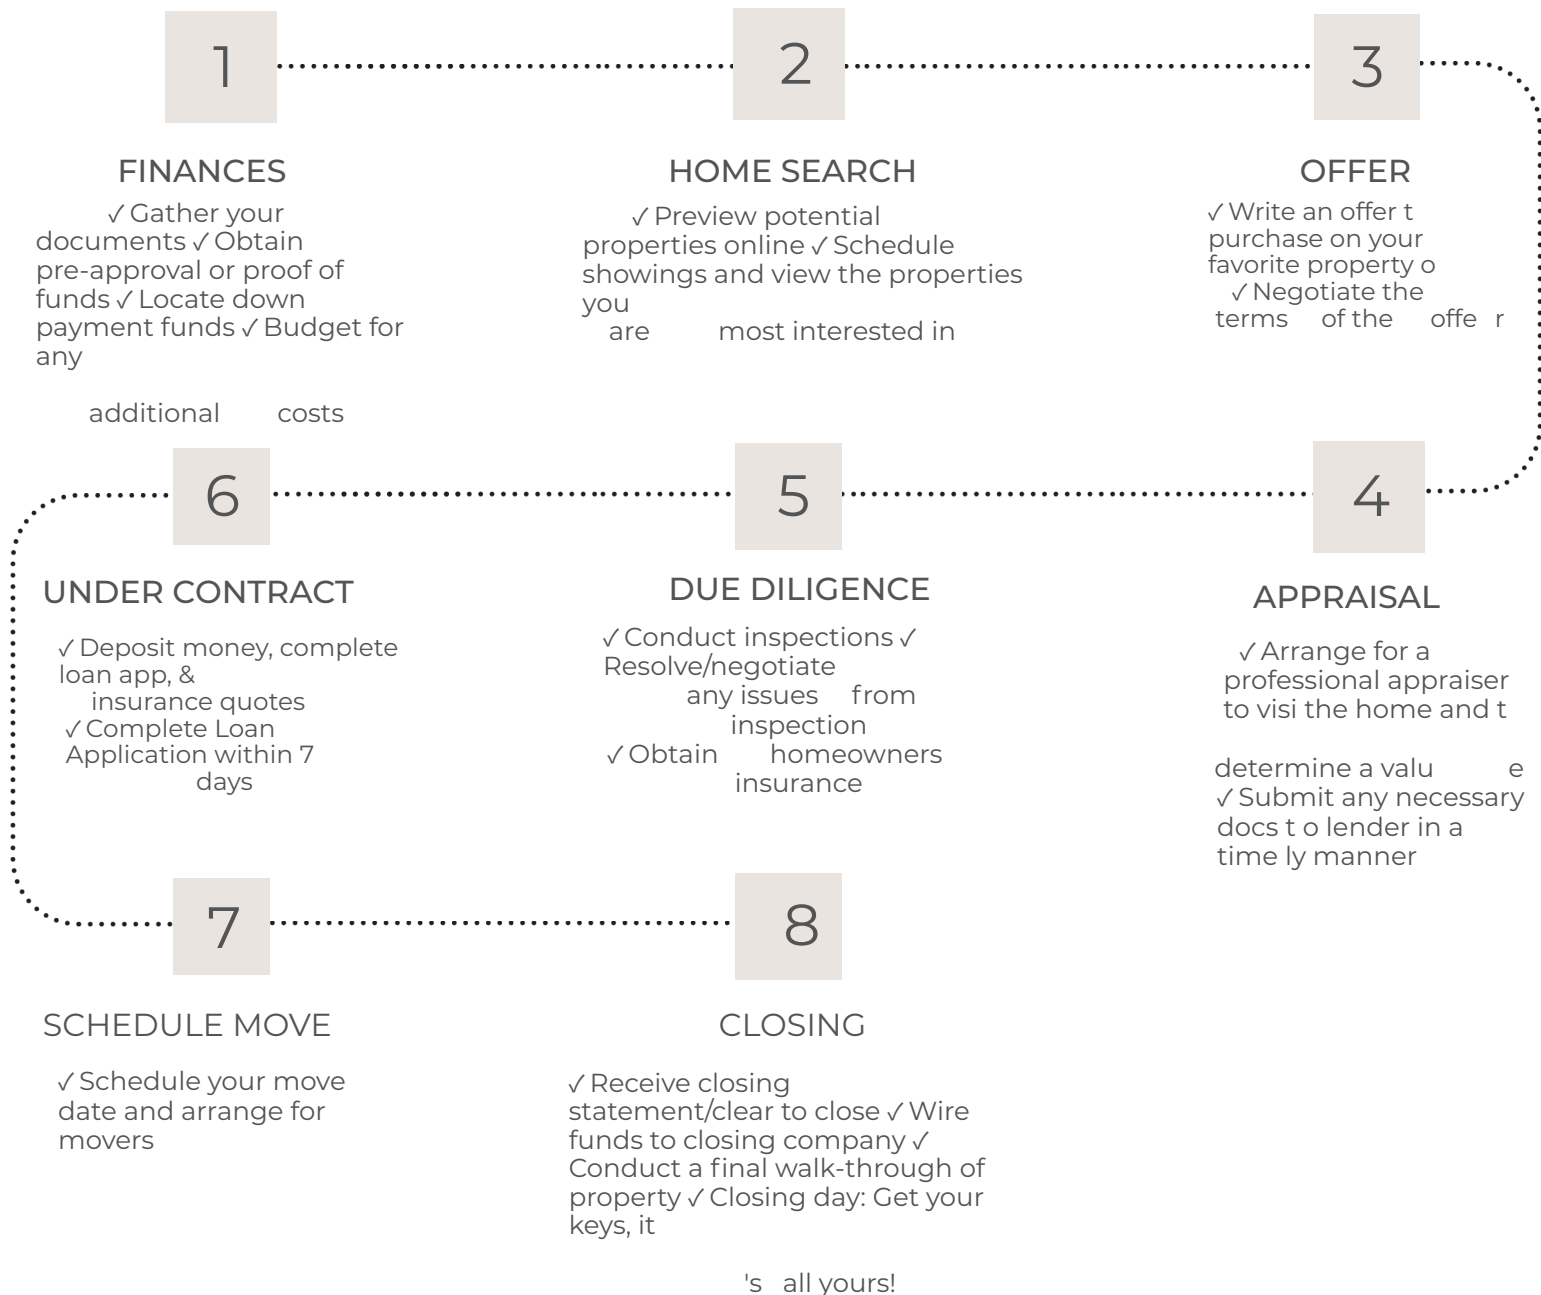 1
FINANCES
✓ Gather your
documents ✓ Obtain
pre-approval or proof of
funds ✓ Locate down
payment funds ✓ Budget for
any
additional costs
2
HOME SEARCH
✓ Preview potential
properties online ✓ Schedule
showings and view the properties
you
are most interested in
3
OFFER
✓ Write an offer t
purchase on your
favorite property o
✓ Negotiate the
terms of the offe r
4
APPRAISAL
✓ Arrange for a
professional appraiser
to visi the home and t
determine a valu e
✓ Submit any necessary
docs t o lender in a
time ly manner
5
DUE DILIGENCE
✓ Conduct inspections ✓
Resolve/negotiate
any issues from
inspection
✓ Obtain homeowners
insurance
6
UNDER CONTRACT
✓ Deposit money, complete
loan app, &
insurance quotes
✓ Complete Loan
Application within 7
days
7
SCHEDULE MOVE
✓ Schedule your move
date and arrange for
movers
8
CLOSING
✓ Receive closing
statement/clear to close ✓ Wire
funds to closing company ✓
Conduct a final walk-through of
property ✓ Closing day: Get your
keys, it
's all yours!